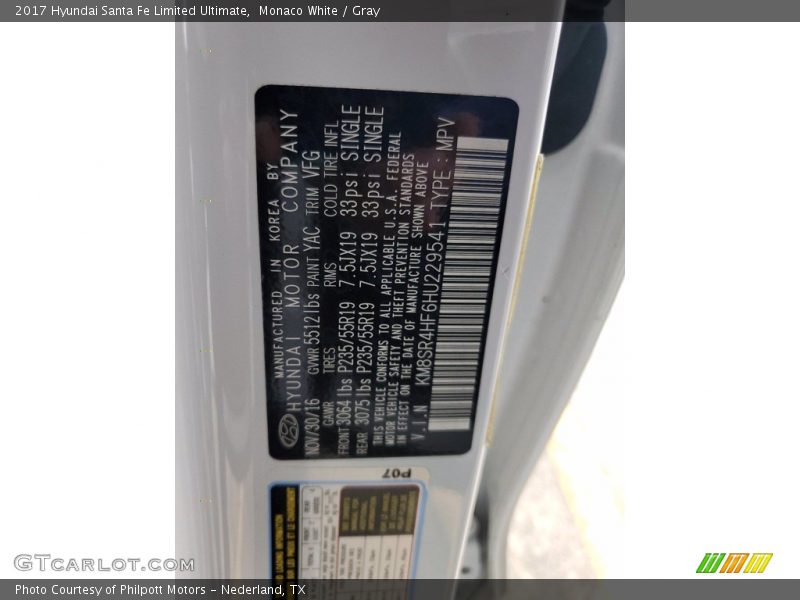 2017 Hyundai Santa Fe Limited Ultimate,  Monaco White / Gray
MANUFACTURED IN KOREA BY
HYUNDAI MOTOR COMPANY
NOV/30/16 GVWR 5512 lbs PAINT YAC TRIM VFG
GAWR TIRES RIMS COLD TIRE INFL
FRONT 3064 lbs P235/55R19 7.5JX19 33psi SINGLE
REAR 3075 lbs P235/55R19 7.5JX19 33psi SINGLE
THIS VEHICLE CONFORMS TO ALL APPLICABLE U.S.A. FEDERAL
MOTOR VEHICLE SAFETY AND THEFT PREVENTION STANDARDS
IN EFFECT ON THE DATE OF MANUFACTURE SHOWN ABOVE
V.I.N KM8SR4HF6HU229541 TYPE : MPV
P07
GTCarLot.com
Photo Courtesy of Philpott Motors - Nederland, TX